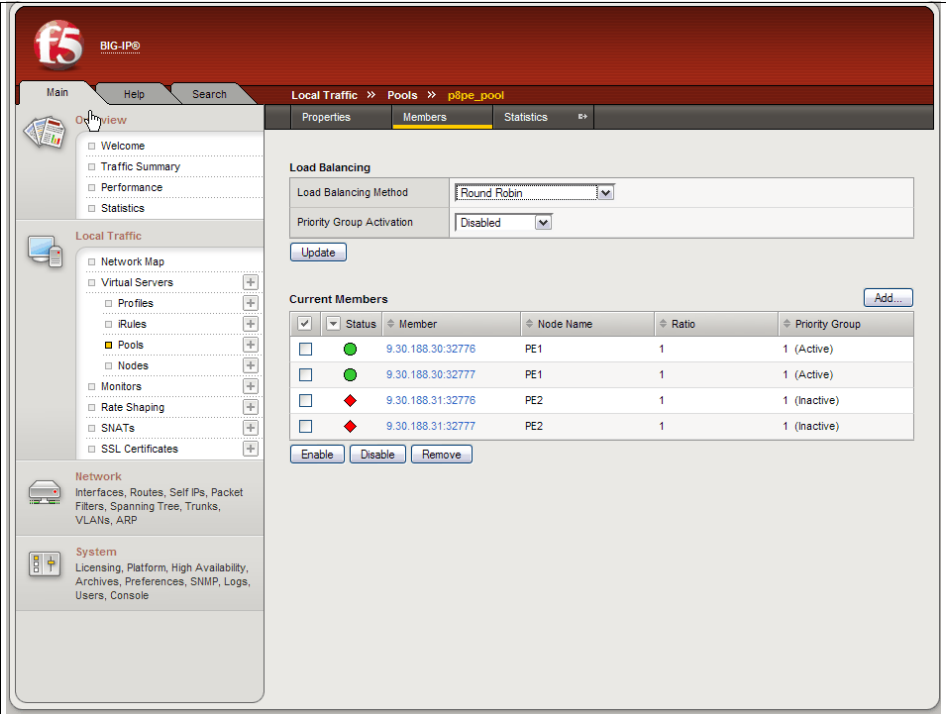 f5
BIG-IP®
Main
Help
Search
Local Traffic » Pools » p8pe_pool
Properties
Members
Statistics
Overview
Welcome
Traffic Summary
Performance
Statistics
Local Traffic
Network Map
Virtual Servers
Profiles
iRules
Pools
Nodes
Monitors
Rate Shaping
SNATs
SSL Certificates
Network
Interfaces, Routes, Self IPs, Packet
Filters, Spanning Tree, Trunks,
VLANs, ARP
System
Licensing, Platform, High Availability,
Archives, Preferences, SNMP, Logs,
Users, Console
Load Balancing
Load Balancing Method Round Robin
Priority Group Activation Disabled
Update
Current Members Add...
Status Member Node Name Ratio Priority Group
9.30.188.30:32776 PE1 1 1 (Active)
9.30.188.30:32777 PE1 1 1 (Active)
9.30.188.31:32776 PE2 1 1 (Inactive)
9.30.188.31:32777 PE2 1 1 (Inactive)
Enable Disable Remove